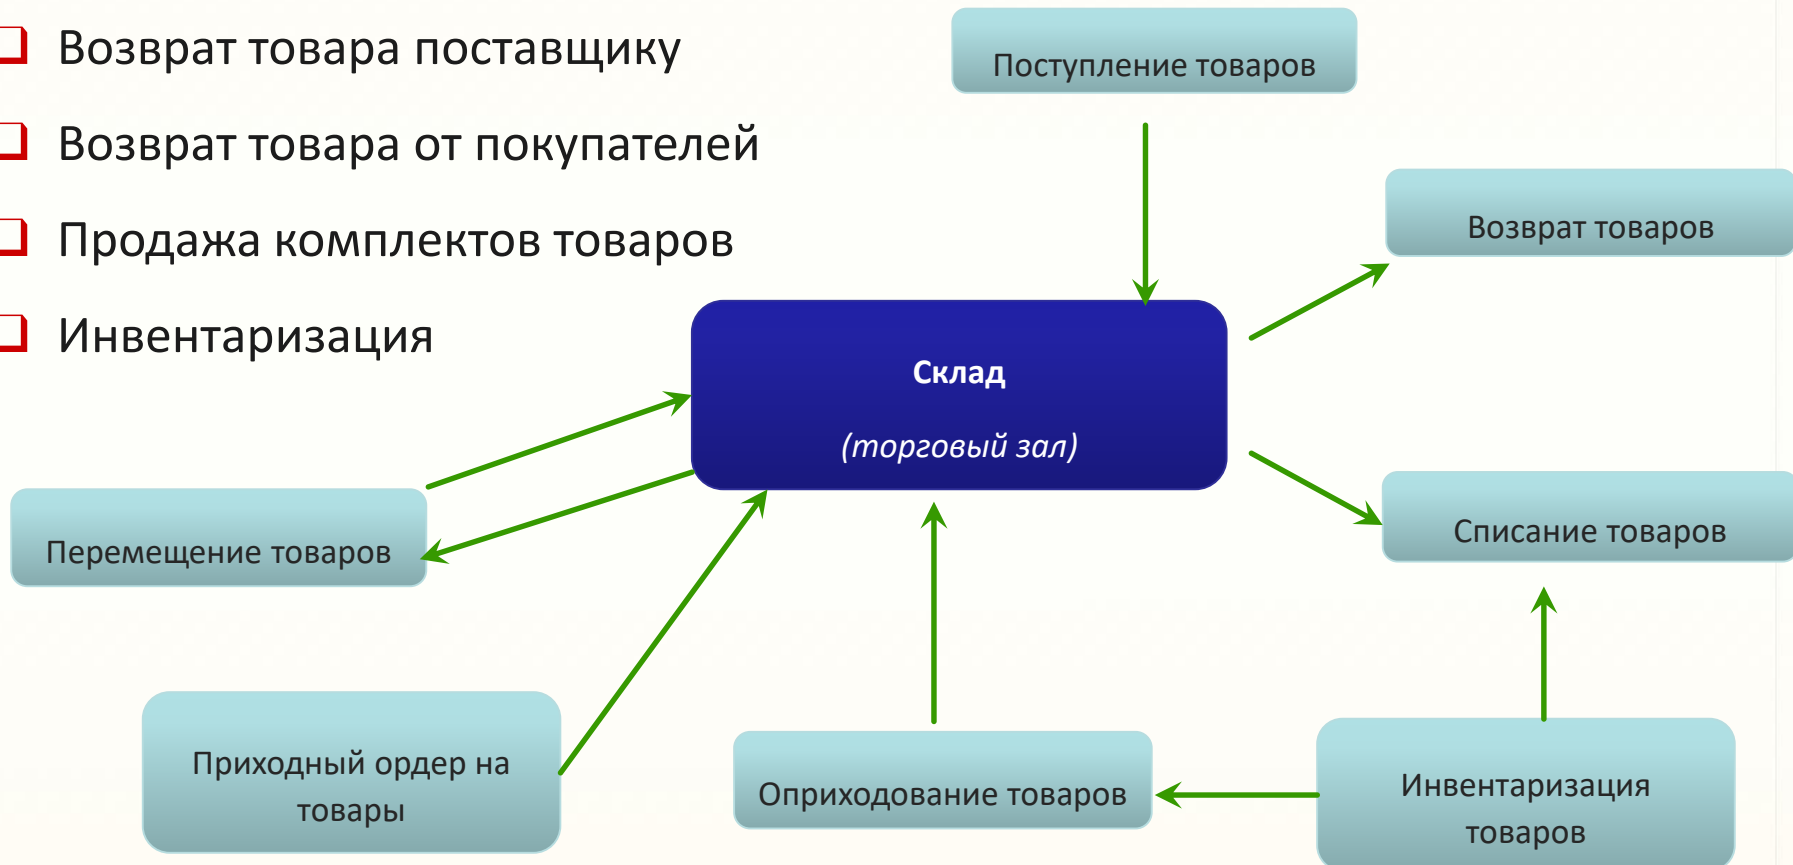 Возврат товара поставщику
Возврат товара от покупателей
Продажа комплектов товаров
Инвентаризация
Поступление товаров
Возврат товаров
Склад
(торговый зал)
Перемещение товаров
Списание товаров
Приходный ордер на
товары
Оприходование товаров
Инвентаризация
товаров